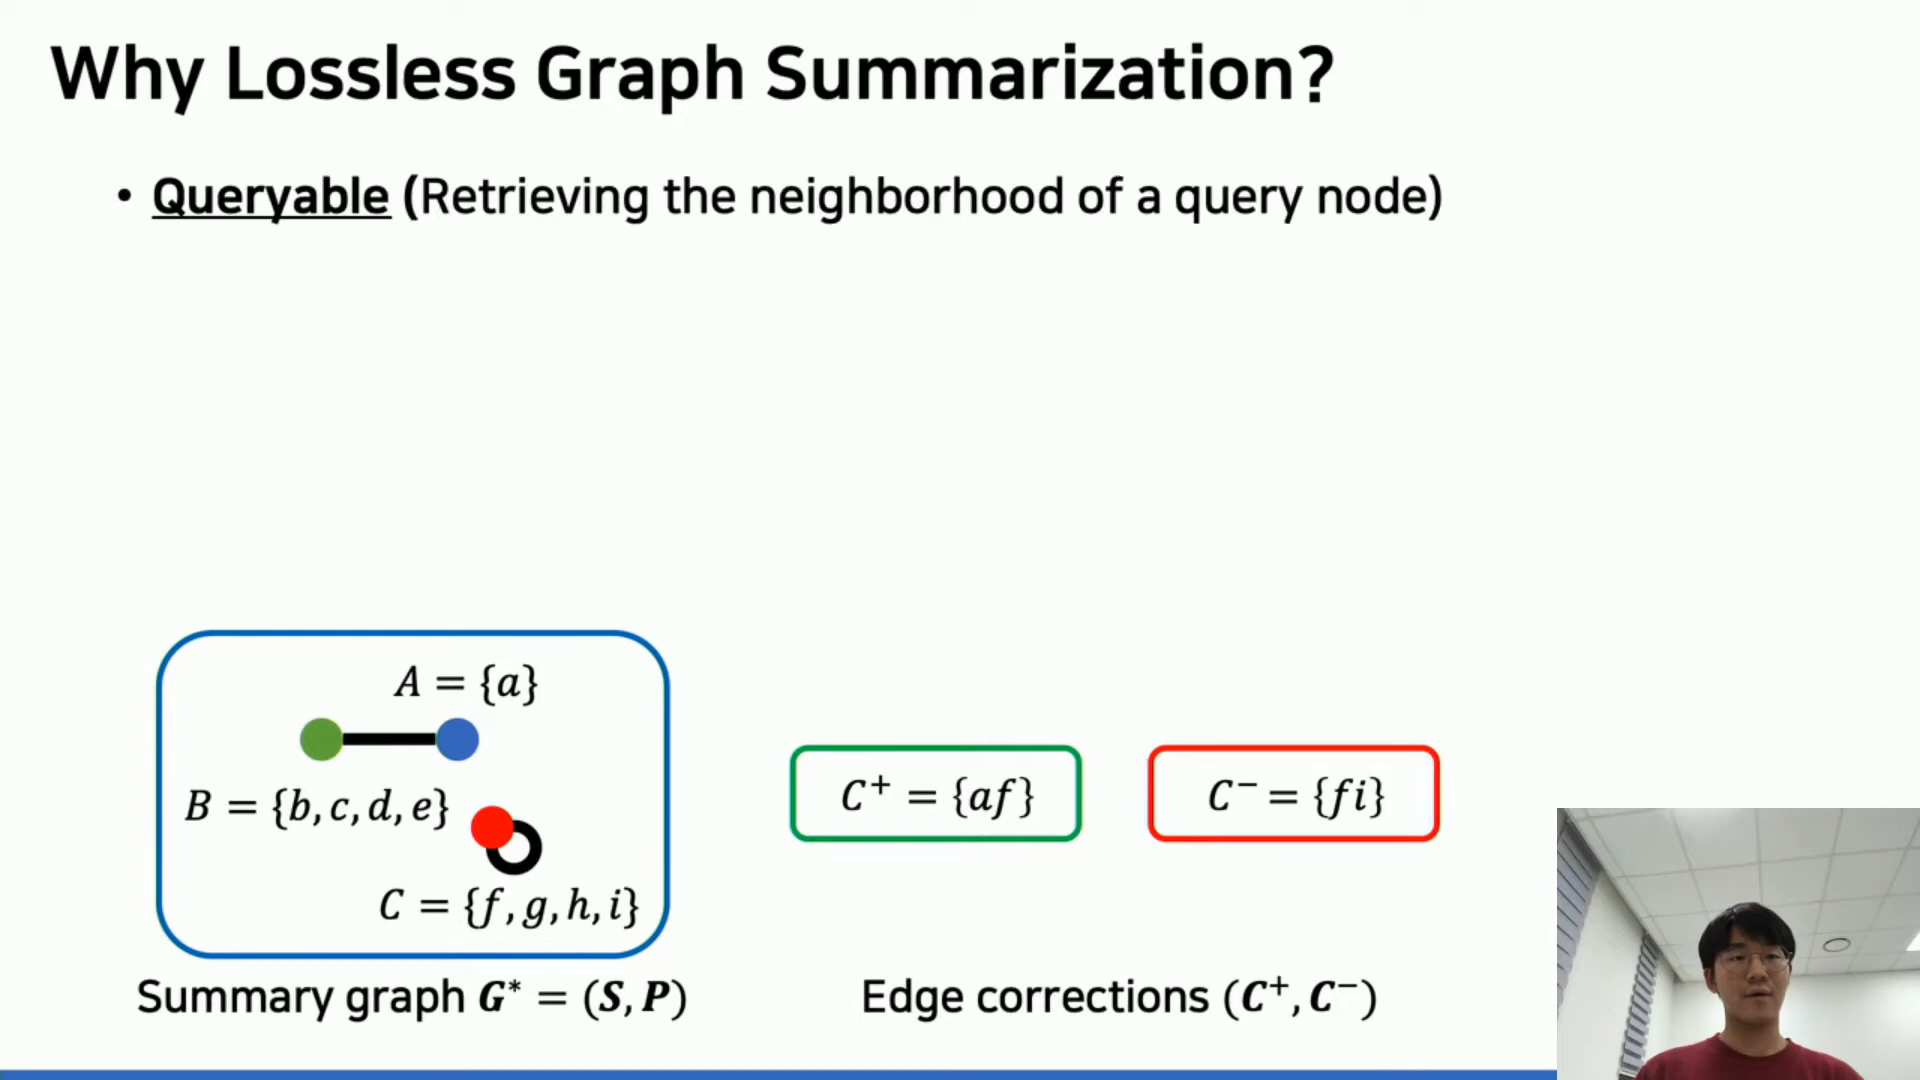 Why Lossless Graph Summarization?
• Queryable (Retrieving the neighborhood of a query node)
A = {a}
B = {b, c, d, e}
C = {f, g, h, i}
C⁺ = {af}
C⁻ = {fi}
Summary graph G* = (S, P)
Edge corrections (C⁺, C⁻)